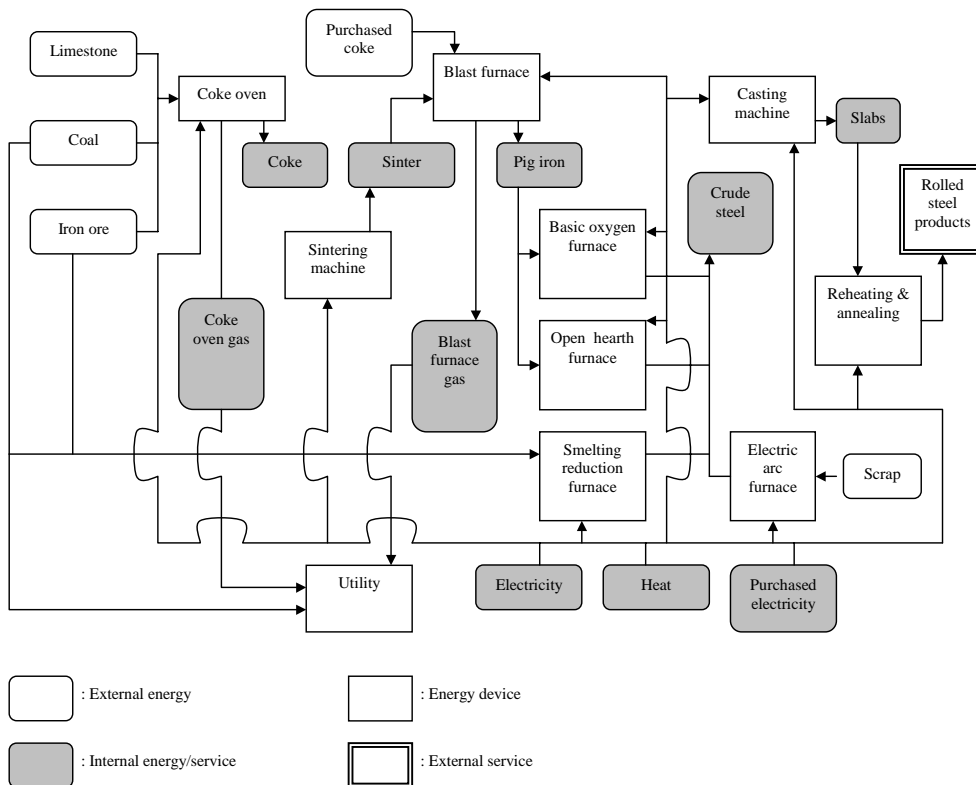 Purchased
coke
Limestone
Blast furnace
Coke oven
Casting
machine
Slabs
Coal
Coke
Sinter
Pig iron
Crude
steel
Rolled
steel
products
Iron ore
Sintering
machine
Basic oxygen
furnace
Reheating &
annealing
Coke
oven gas
Blast
furnace
gas
Open hearth
furnace
Smelting
reduction
furnace
Electric
arc
furnace
Scrap
Utility
Electricity
Heat
Purchased
electricity
: External energy
: Energy device
: Internal energy/service
: External service